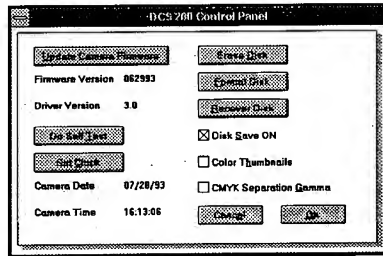 DCS 200 Control Panel
Update Camera Firmware
Firmware Version 062993
Driver Version 3.0
Do Self Test
Set Clock
Camera Date 07/28/93
Camera Time 16:13:06
Erase Disk
Format Disk
Recover Disk
Disk Save ON
Color Thumbnails
CMYK Separation Gamma
Cancel Ok